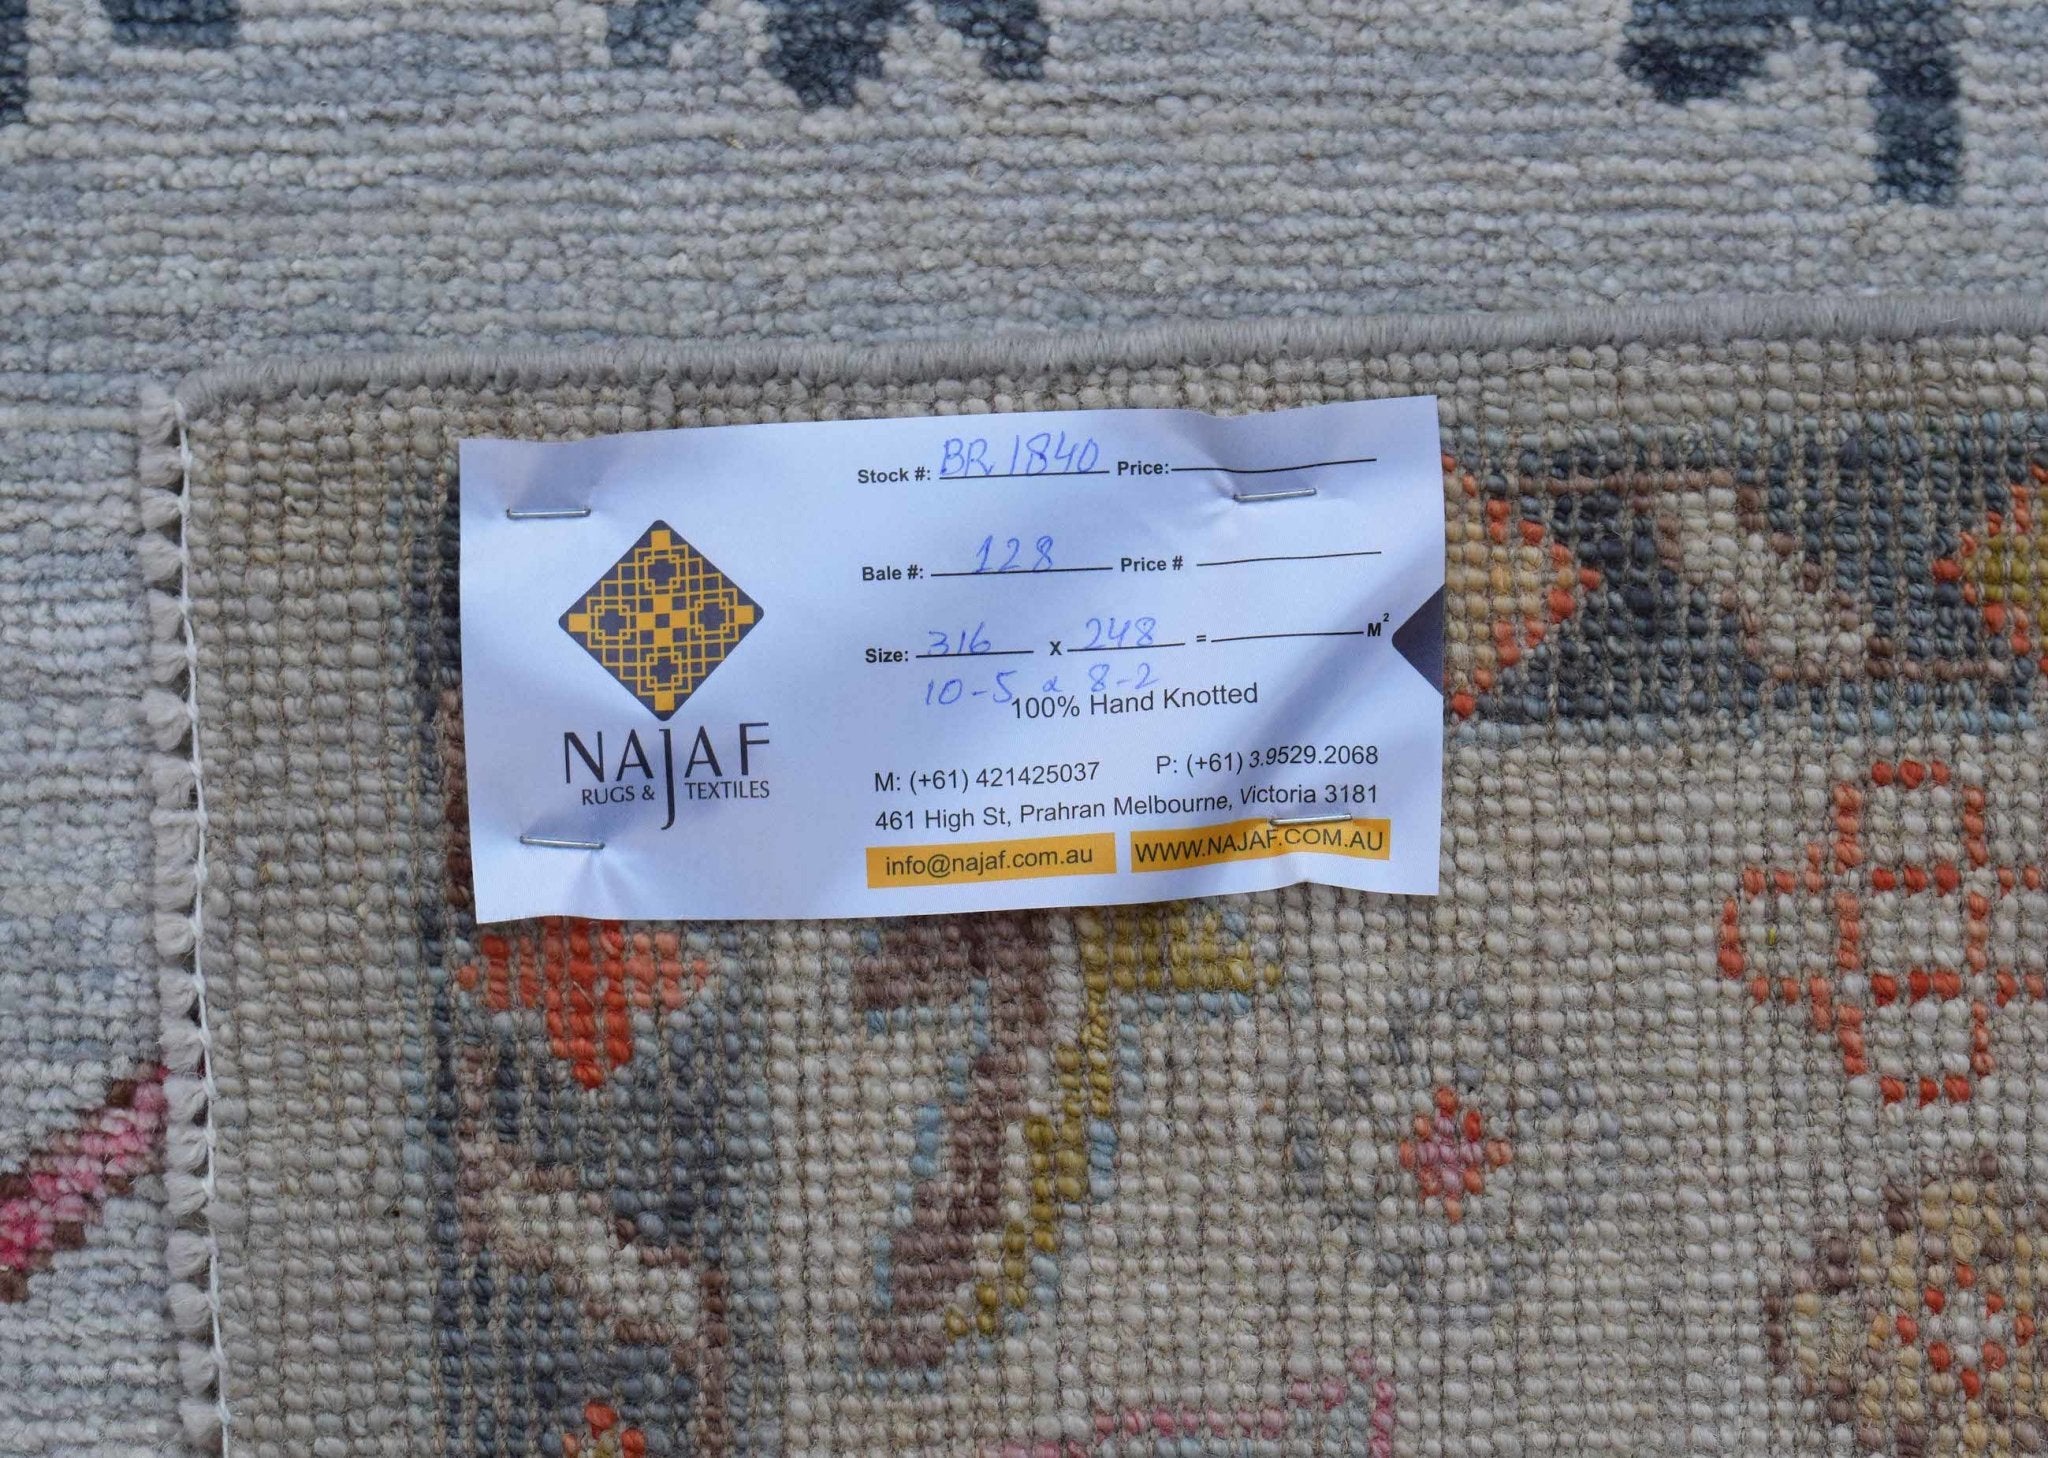 Stock #: BR 1840 Price:
Bale #: 128 Price #
Size: 316 x 248 = M²
10-5 x 8-2
100% Hand Knotted
NAJAF
RUGS & TEXTILES
M: (+61) 421425037 P: (+61) 3.9529.2068
461 High St, Prahran Melbourne, Victoria 3181
info@najaf.com.au WWW.NAJAF.COM.AU